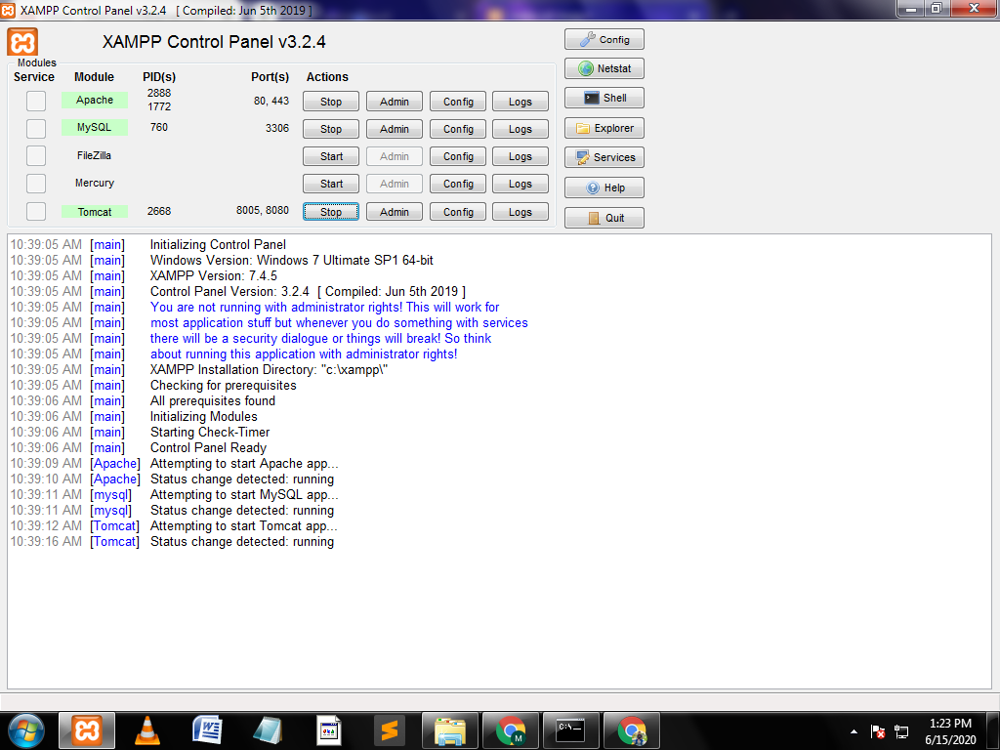 XAMPP Control Panel v3.2.4 [ Compiled: Jun 5th 2019 ]
XAMPP Control Panel v3.2.4
Config
Modules
Service Module PID(s) Port(s) Actions
Netstat
Apache 2888 1772 80, 443 Stop Admin Config Logs
Shell
MySQL 760 3306 Stop Admin Config Logs
Explorer
FileZilla Start Admin Config Logs
Services
Mercury Start Admin Config Logs
Help
Tomcat 2668 8005, 8080 Stop Admin Config Logs
Quit
10:39:05 AM [main] Initializing Control Panel
10:39:05 AM [main] Windows Version: Windows 7 Ultimate SP1 64-bit
10:39:05 AM [main] XAMPP Version: 7.4.5
10:39:05 AM [main] Control Panel Version: 3.2.4 [ Compiled: Jun 5th 2019 ]
10:39:05 AM [main] You are not running with administrator rights! This will work for
10:39:05 AM [main] most application stuff but whenever you do something with services
10:39:05 AM [main] there will be a security dialogue or things will break! So think
10:39:05 AM [main] about running this application with administrator rights!
10:39:05 AM [main] XAMPP Installation Directory: "c:\xampp\"
10:39:05 AM [main] Checking for prerequisites
10:39:06 AM [main] All prerequisites found
10:39:06 AM [main] Initializing Modules
10:39:06 AM [main] Starting Check-Timer
10:39:06 AM [main] Control Panel Ready
10:39:09 AM [Apache] Attempting to start Apache app...
10:39:10 AM [Apache] Status change detected: running
10:39:11 AM [mysql] Attempting to start MySQL app...
10:39:11 AM [mysql] Status change detected: running
10:39:12 AM [Tomcat] Attempting to start Tomcat app...
10:39:16 AM [Tomcat] Status change detected: running
1:23 PM
6/15/2020